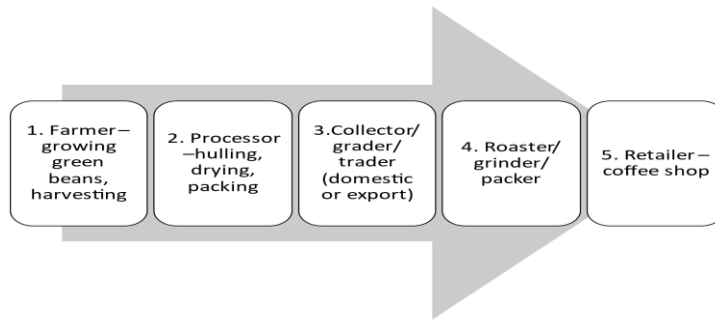 1. Farmer–
growing
green
beans,
harvesting
2. Processor
–hulling,
drying,
packing
3.Collector/
grader/
trader
(domestic
or export)
4. Roaster/
grinder/
packer
5. Retailer–
coffee shop